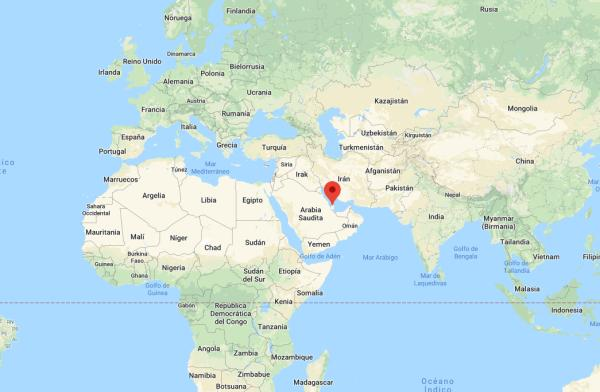 Finlandia
Noruega
Rusia
Dinamarca
Reino Unido
Irlanda
Bielorrusia
Polonia
Alemania
Ucrania
Austria
Francia
Rumania
Kazajistán
Mongolia
Italia
España
Portugal
Grecia
Turquía
Uzbekistán
Kirguistán
Turkmenistán
Siria
Mar
Mediterráneo
Túnez
Irak
Irán
Afganistán
China
Marruecos
Pakistán
Nepal
Argelia
Libia
Egipto
Sahara
Occidental
Arabia
Saudita
Omán
India
Myanmar
(Birmania)
Mauritania
Malí
Níger
Chad
Sudán
Yemen
Mar Arábigo
Golfo de
Bengala
Tailandia
Vietnam
Filipi
Burkina
Faso
Golfo de Adén
Golfo de
Tailandia
Guinea
Ghana
Nigeria
Sudán
del Sur
Etiopía
Mar de
Laquedivas
Golfo de
Guinea
Somalia
Malasia
Gabón
República
Democrática
del Congo
Kenia
Indonesia
Tanzania
Angola
Zambia
Mozambique
Namibia
Zimbabue
Botsuana
Madagascar
Océano
Índico